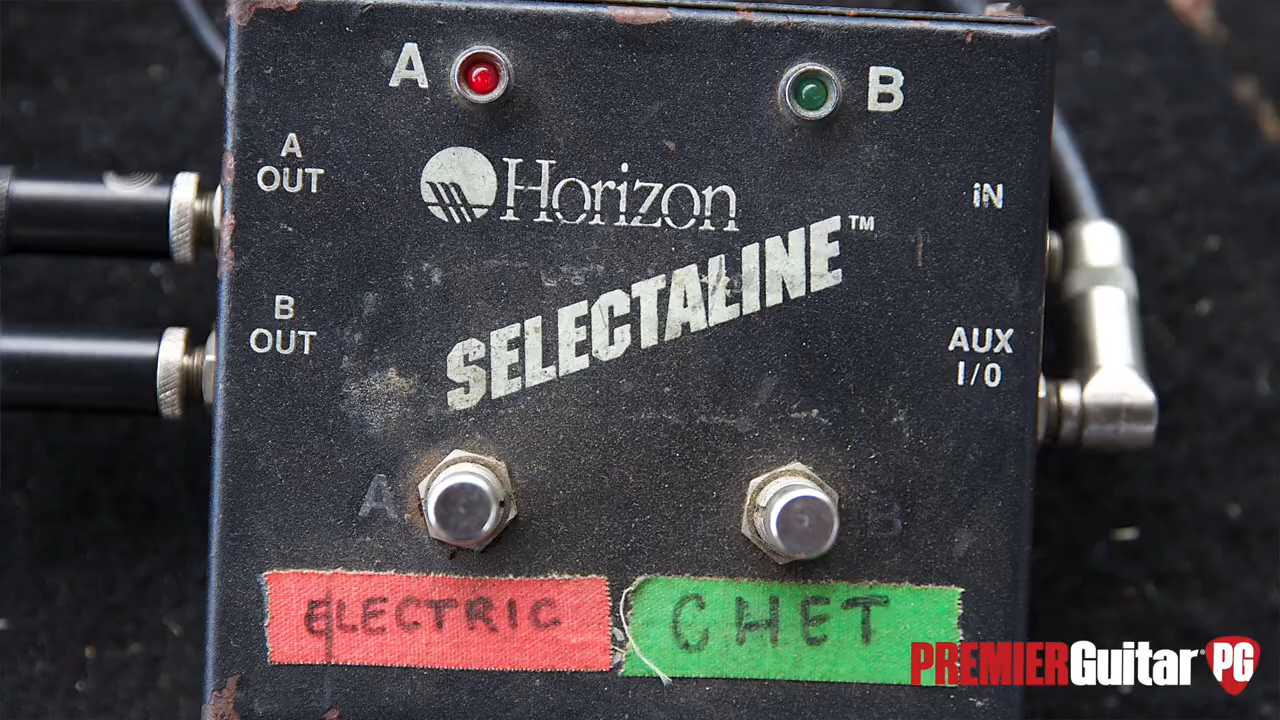 A
B
A
OUT
Horizon
IN
SELECTALINE™
B
OUT
AUX
I/O
A
B
ELECTRIC
CHET
PREMIERGuitar® PG